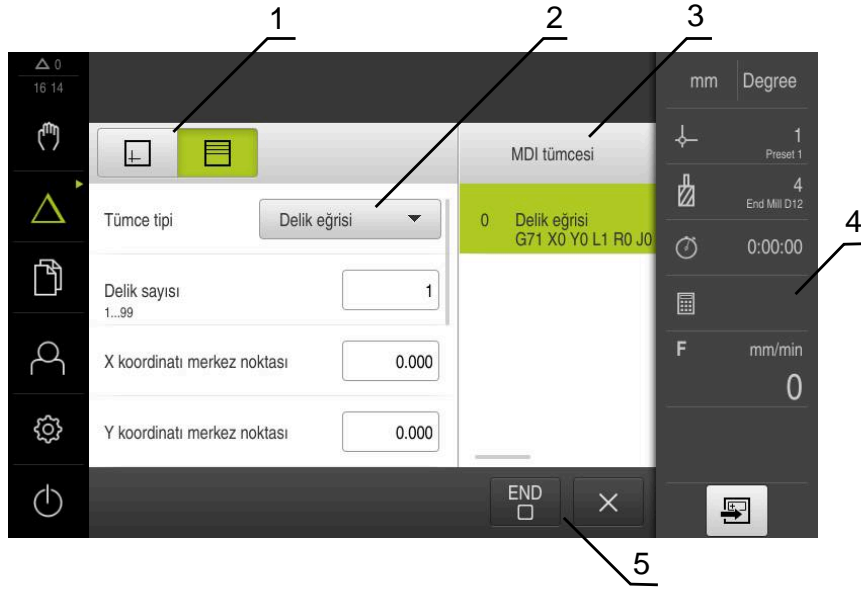 1
2
3
0
16 14
mm
Degree
1
Preset 1
MDI tümcesi
4
End Mill D12
Tümce tipi
Delik eğrisi
0 Delik eğrisi
G71 X0 Y0 L1 R0 J0
4
0:00:00
Delik sayısı
1...99
1
X koordinatı merkez noktası
0.000
F
mm/min
0
Y koordinatı merkez noktası
0.000
END
5